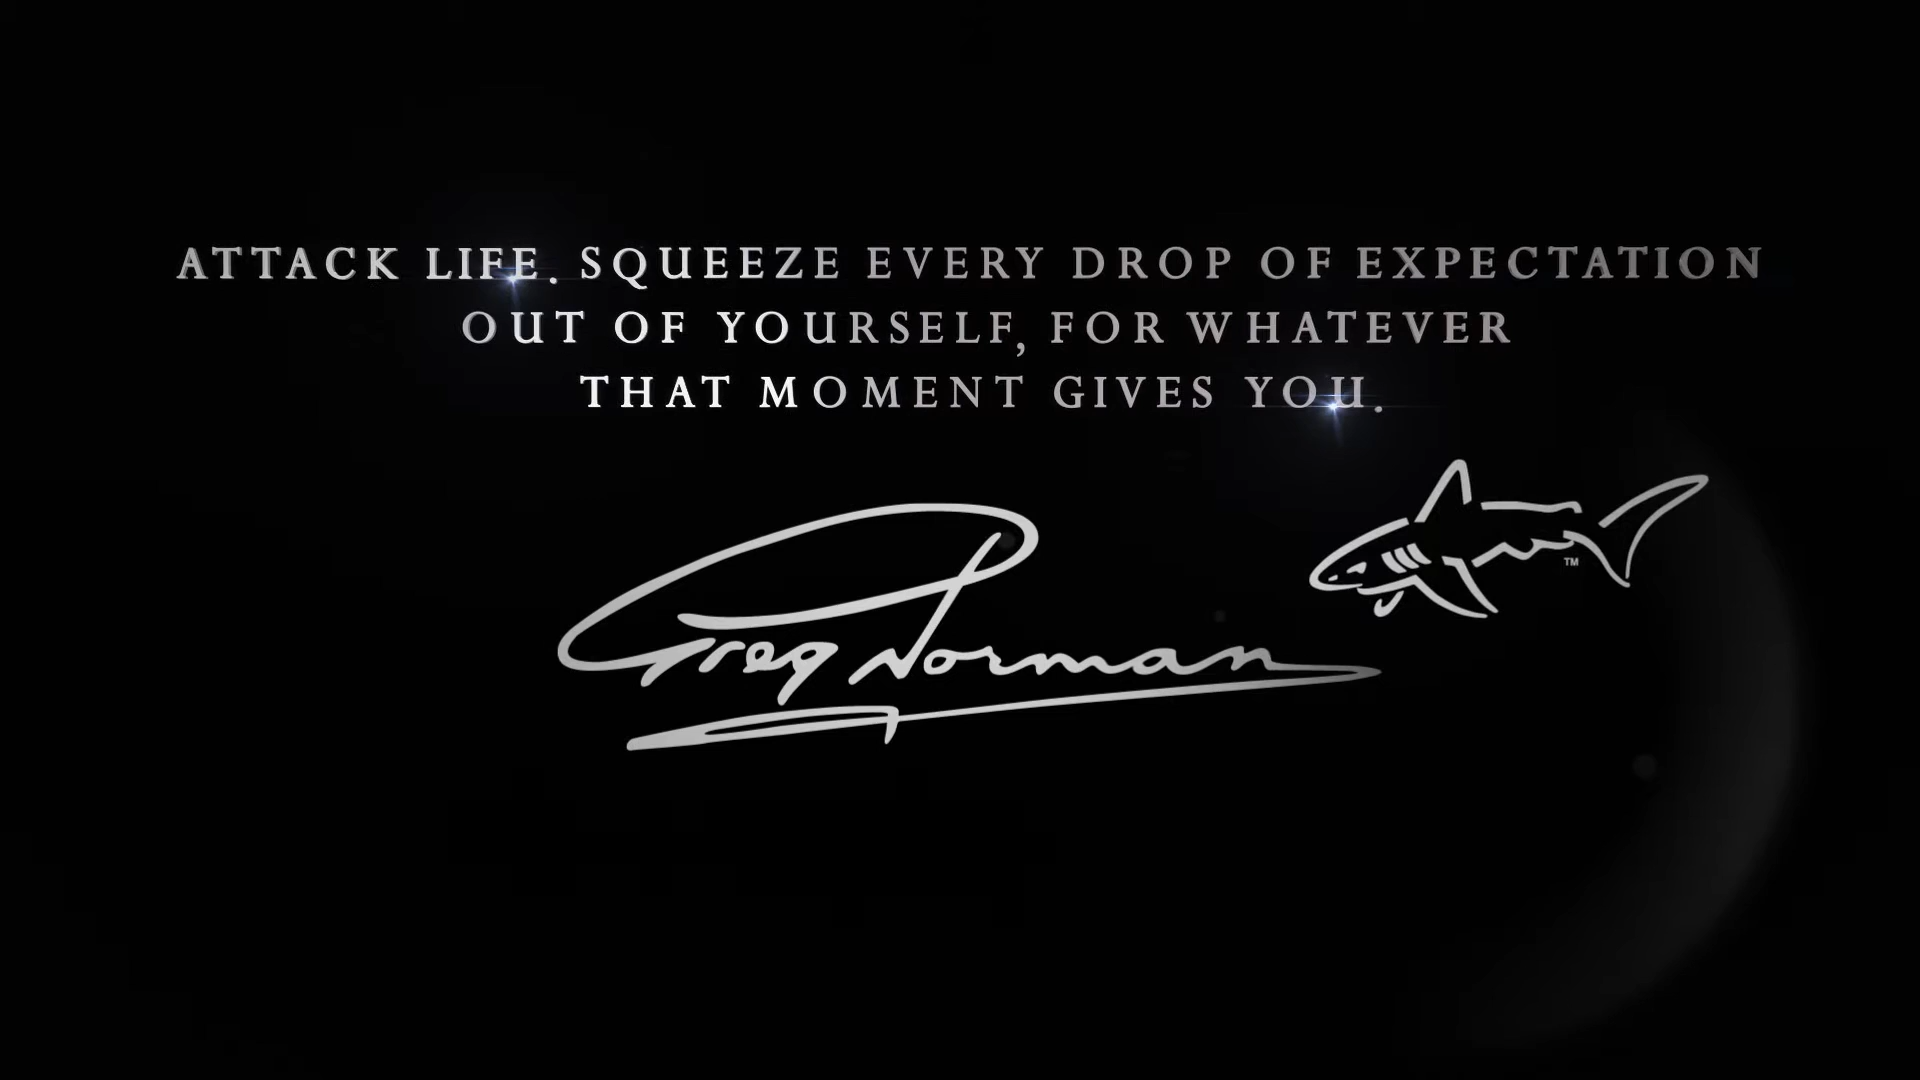 ATTACK LIFE. SQUEEZE EVERY DROP OF EXPECTATION
OUT OF YOURSELF, FOR WHATEVER
THAT MOMENT GIVES YOU.
Greg Norman
TM